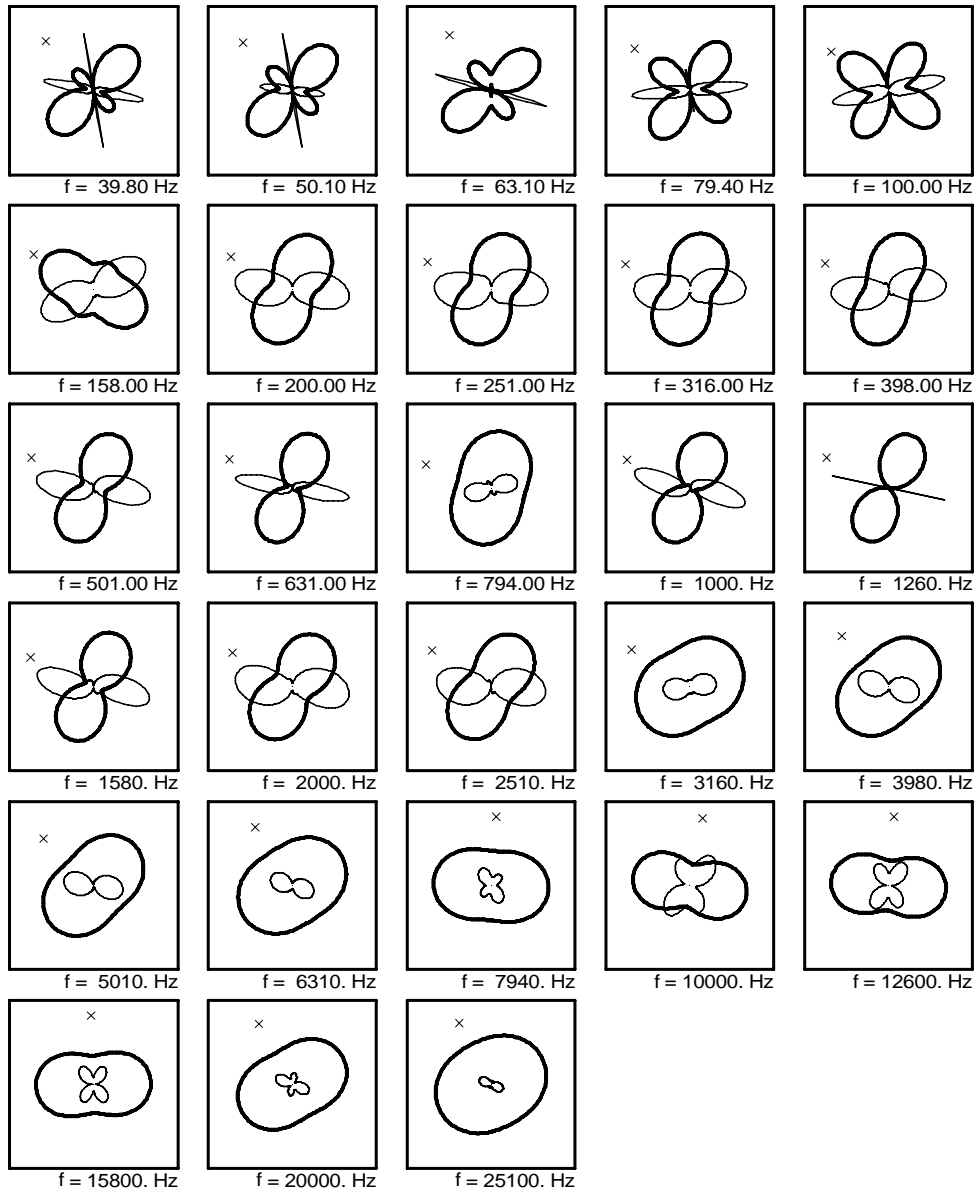 f = 39.80 Hz
f = 50.10 Hz
f = 63.10 Hz
f = 79.40 Hz
f = 100.00 Hz
f = 158.00 Hz
f = 200.00 Hz
f = 251.00 Hz
f = 316.00 Hz
f = 398.00 Hz
f = 501.00 Hz
f = 631.00 Hz
f = 794.00 Hz
f = 1000. Hz
f = 1260. Hz
f = 1580. Hz
f = 2000. Hz
f = 2510. Hz
f = 3160. Hz
f = 3980. Hz
f = 5010. Hz
f = 6310. Hz
f = 7940. Hz
f = 10000. Hz
f = 12600. Hz
f = 15800. Hz
f = 20000. Hz
f = 25100. Hz